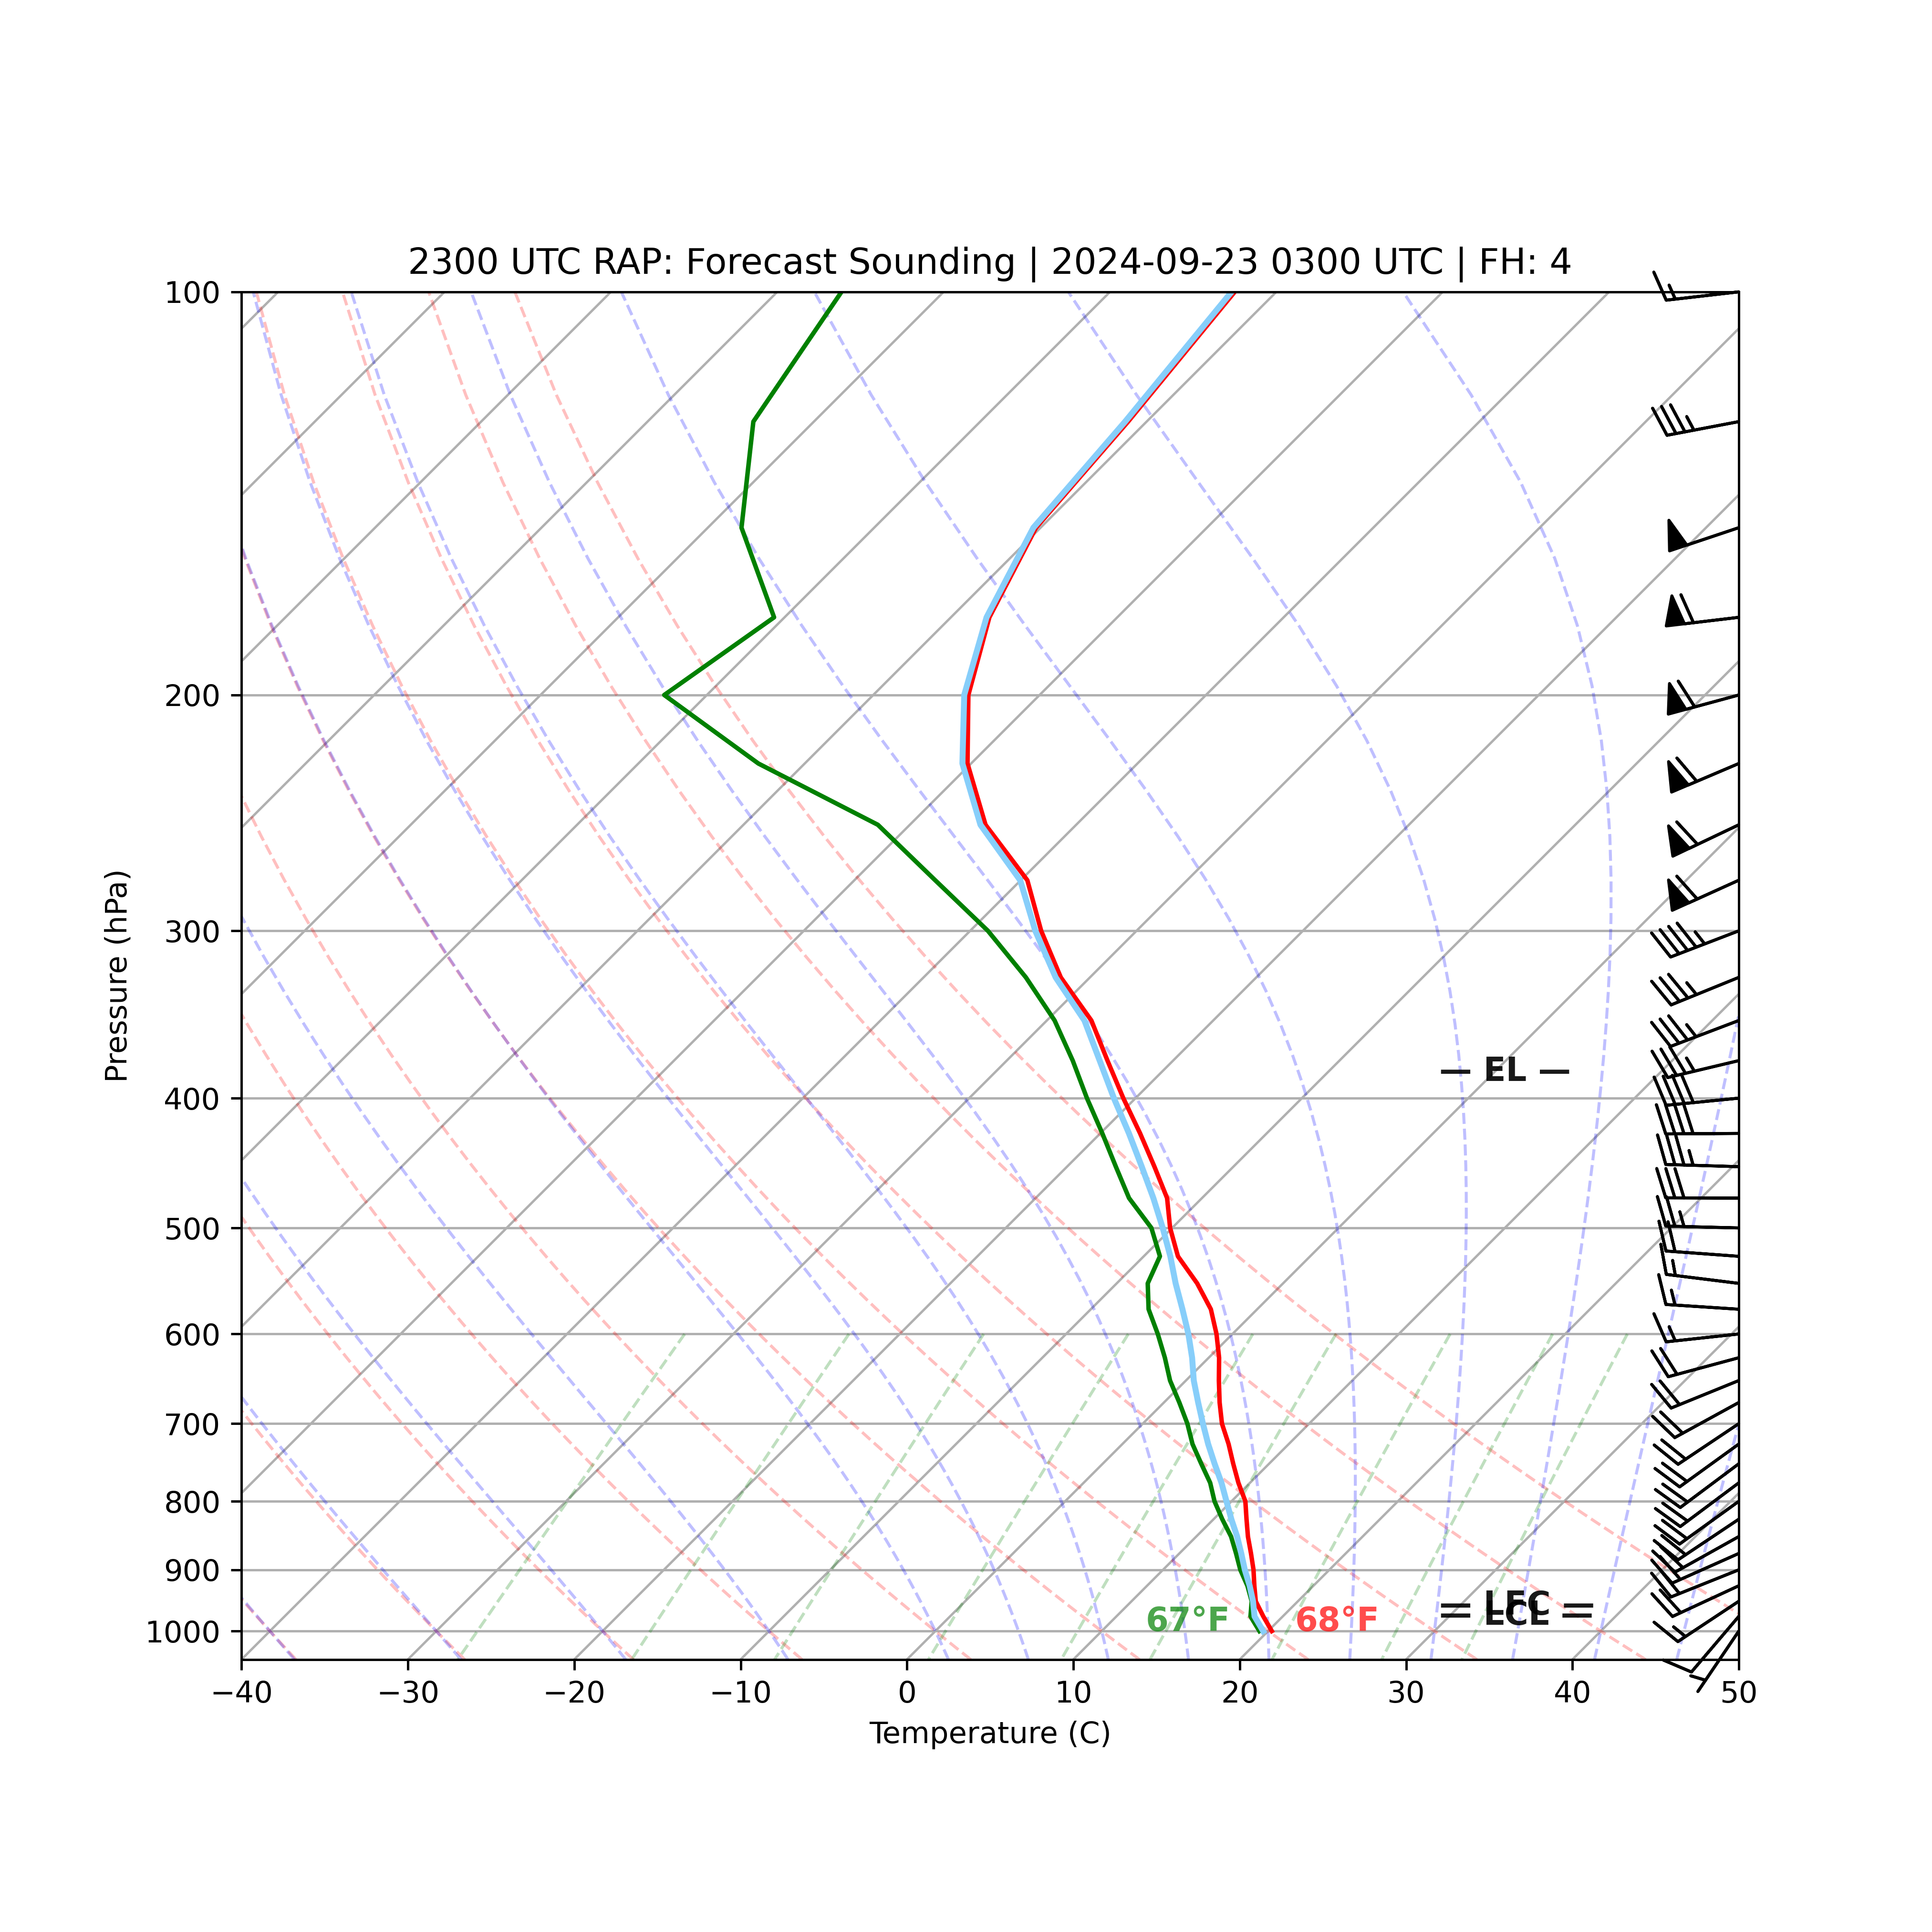 2300 UTC RAP: Forecast Sounding | 2024-09-23 0300 UTC | FH: 4
100
200
300
— EL —
400
500
600
700
800
900
— LFC —
— LCL —
67°F 68°F
1000
−40 −30 −20 −10 0 10 20 30 40 50
Temperature (C)
Pressure (hPa)